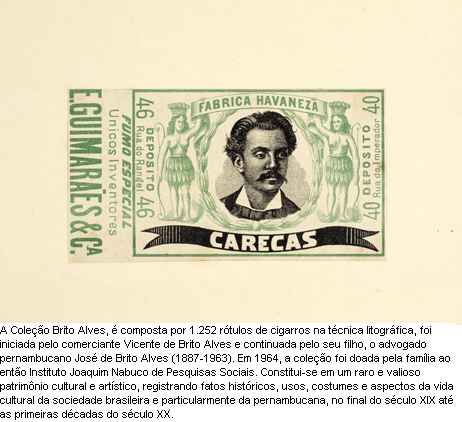 E. GUIMARÃES & Cª
Unicos Inventores
FUMO ESPECIAL
46 DEPOSITO 46
Rua do Rangel
FABRICA HAVANEZA
40 DEPOSITO 40
Rua do Imperador
CARECAS
A Coleção Brito Alves, é composta por 1.252 rótulos de cigarros na técnica litográfica, foi
iniciada pelo comerciante Vicente de Brito Alves e continuada pelo seu filho, o advogado
pernambucano José de Brito Alves (1887-1963). Em 1964, a coleção foi doada pela família ao
então Instituto Joaquim Nabuco de Pesquisas Sociais. Constitui-se em um raro e valioso
patrimônio cultural e artístico, registrando fatos históricos, usos, costumes e aspectos da vida
cultural da sociedade brasileira e particularmente da pernambucana, no final do século XIX até
as primeiras décadas do século XX.